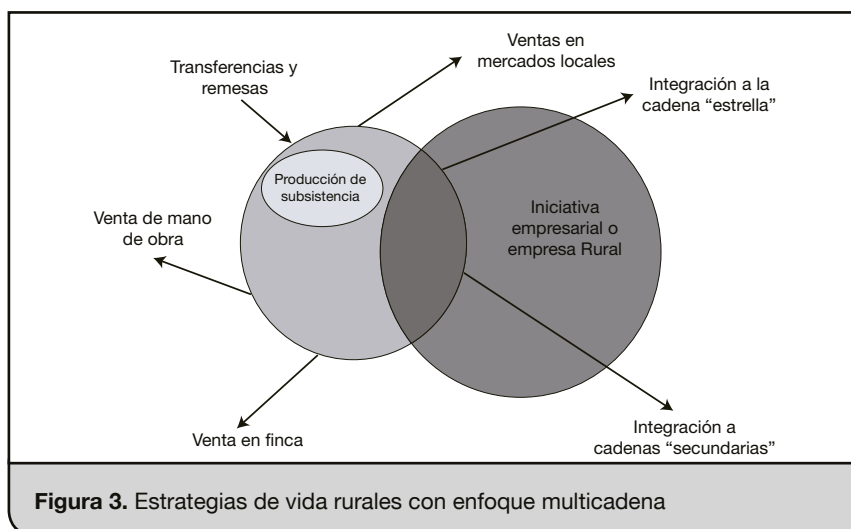 Ventas en
mercados locales
Transferencias y
remesas
Integración a la
cadena “estrella”
Producción de
subsistencia
Iniciativa
empresarial o
empresa Rural
Venta de mano
de obra
Venta en finca
Integración a
cadenas “secundarias”
Figura 3. Estrategias de vida rurales con enfoque multicadena